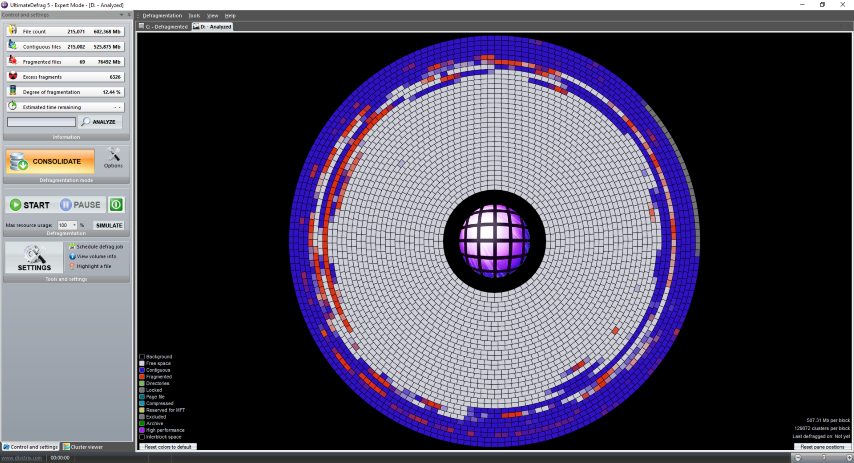 UltimateDefrag 5 - Expert Mode - [D: - Analyzed]
Control and settings
Defragmentation Tools View Help
C: - Defragmented D: - Analyzed
File count 215,071 602,368 Mb
Contiguous files 215,002 525,875 Mb
Fragmented files 69 76492 Mb
Excess fragments 6326
Degree of fragmentation 12.44 %
Estimated time remaining - -
ANALYZE
Information
CONSOLIDATE
Options
Defragmentation mode
START PAUSE
Max resource usage: 100 % SIMULATE
Defragmentation
SETTINGS
Schedule defrag job
View volume info
Highlight a file
Tools and settings
Background
Free space
Contiguous
Fragmented
Directories
Locked
Page file
Compressed
Reserved for MFT
Excluded
Archive
High performance
Interblock space
Reset colors to default
507.31 Mb per block
129872 clusters per block
Last defragged on: Not yet
Reset pane positions
Control and settings Cluster viewer
00:00:00